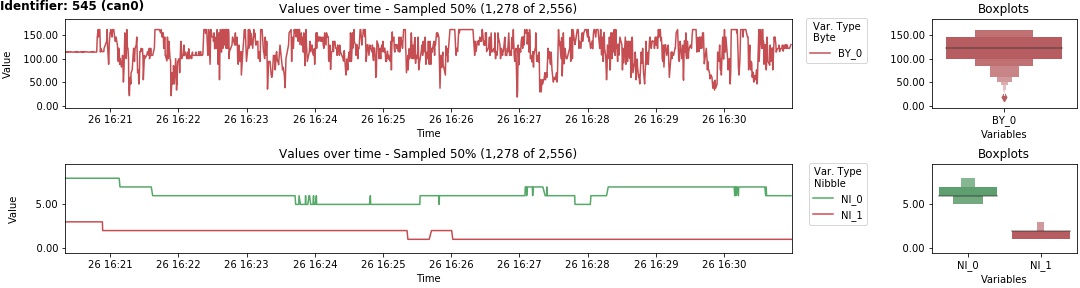 Identifier: 545 (can0)
Values over time - Sampled 50% (1,278 of 2,556)
Value
150.00
100.00
50.00
0.00
26 16:21 26 16:22 26 16:23 26 16:24 26 16:25 26 16:26 26 16:27 26 16:28 26 16:29 26 16:30
Time
Var. Type
Byte
BY_0
Boxplots
150.00
100.00
50.00
0.00
BY_0
Variables
Values over time - Sampled 50% (1,278 of 2,556)
Value
5.00
0.00
26 16:21 26 16:22 26 16:23 26 16:24 26 16:25 26 16:26 26 16:27 26 16:28 26 16:29 26 16:30
Time
Var. Type
Nibble
NI_0
NI_1
Boxplots
5.00
0.00
NI_0 NI_1
Variables